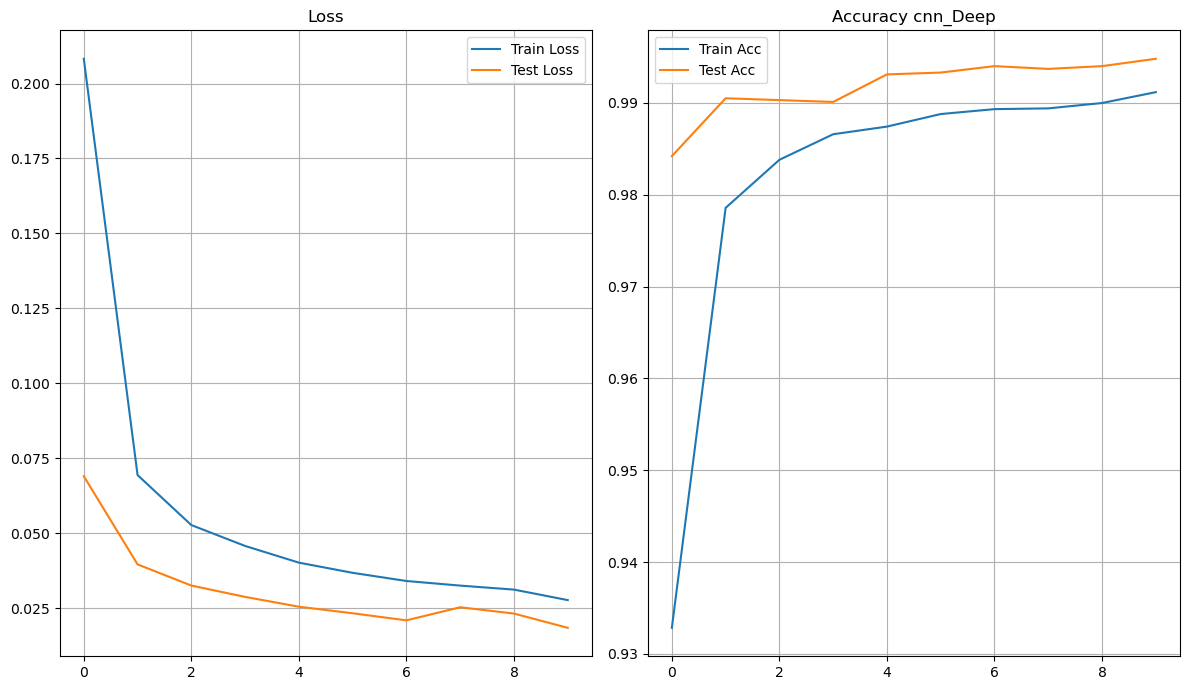 Loss
Train Loss
Test Loss
0.200
0.175
0.150
0.125
0.100
0.075
0.050
0.025
0 2 4 6 8
Accuracy cnn_Deep
Train Acc
Test Acc
0.99
0.98
0.97
0.96
0.95
0.94
0.93
0 2 4 6 8